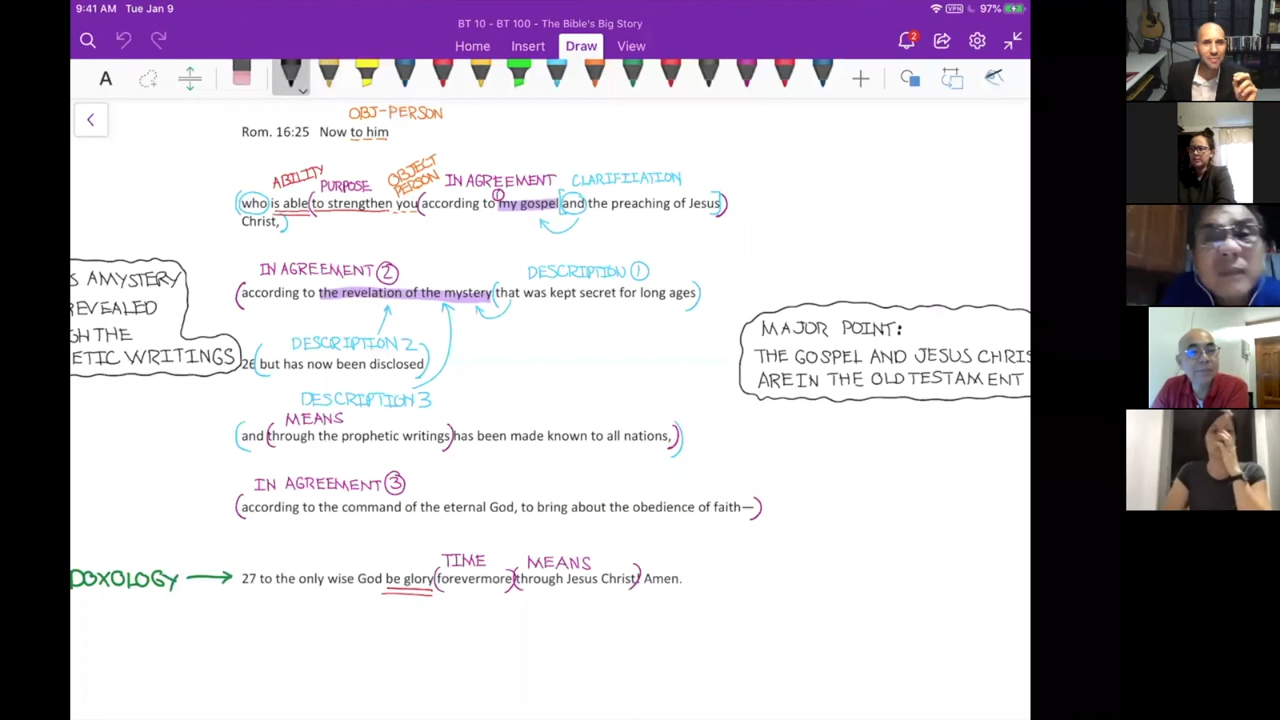 9:41 AM Tue Jan 9
VPN 97%
BT 10 - BT 100 - The Bible's Big Story
Home Insert Draw View
2
A
OBJ-PERSON
Rom. 16:25 Now to him
ABILITY PURPOSE OBJECT PERSON IN AGREEMENT CLARIFIIATION
1
who is able to strengthen you according to my gospel and the preaching of Jesus
Christ,
IN AGREEMENT 2 DESCRIPTION 1
according to the revelation of the mystery that was kept secret for long ages
S A MYSTERY
REVEALED
GH THE
ETIC WRITINGS
DESCRIPTION 2
26 but has now been disclosed
DESCRIPTION 3
MEANS
and through the prophetic writings has been made known to all nations,
IN AGREEMENT 3
according to the command of the eternal God, to bring about the obedience of faith—
TIME MEANS
DOXOLOGY 27 to the only wise God be glory forevermore through Jesus Christ! Amen.
MAJOR POINT:
THE GOSPEL AND JESUS CHRIS
ARE IN THE OLD TESTAMENT